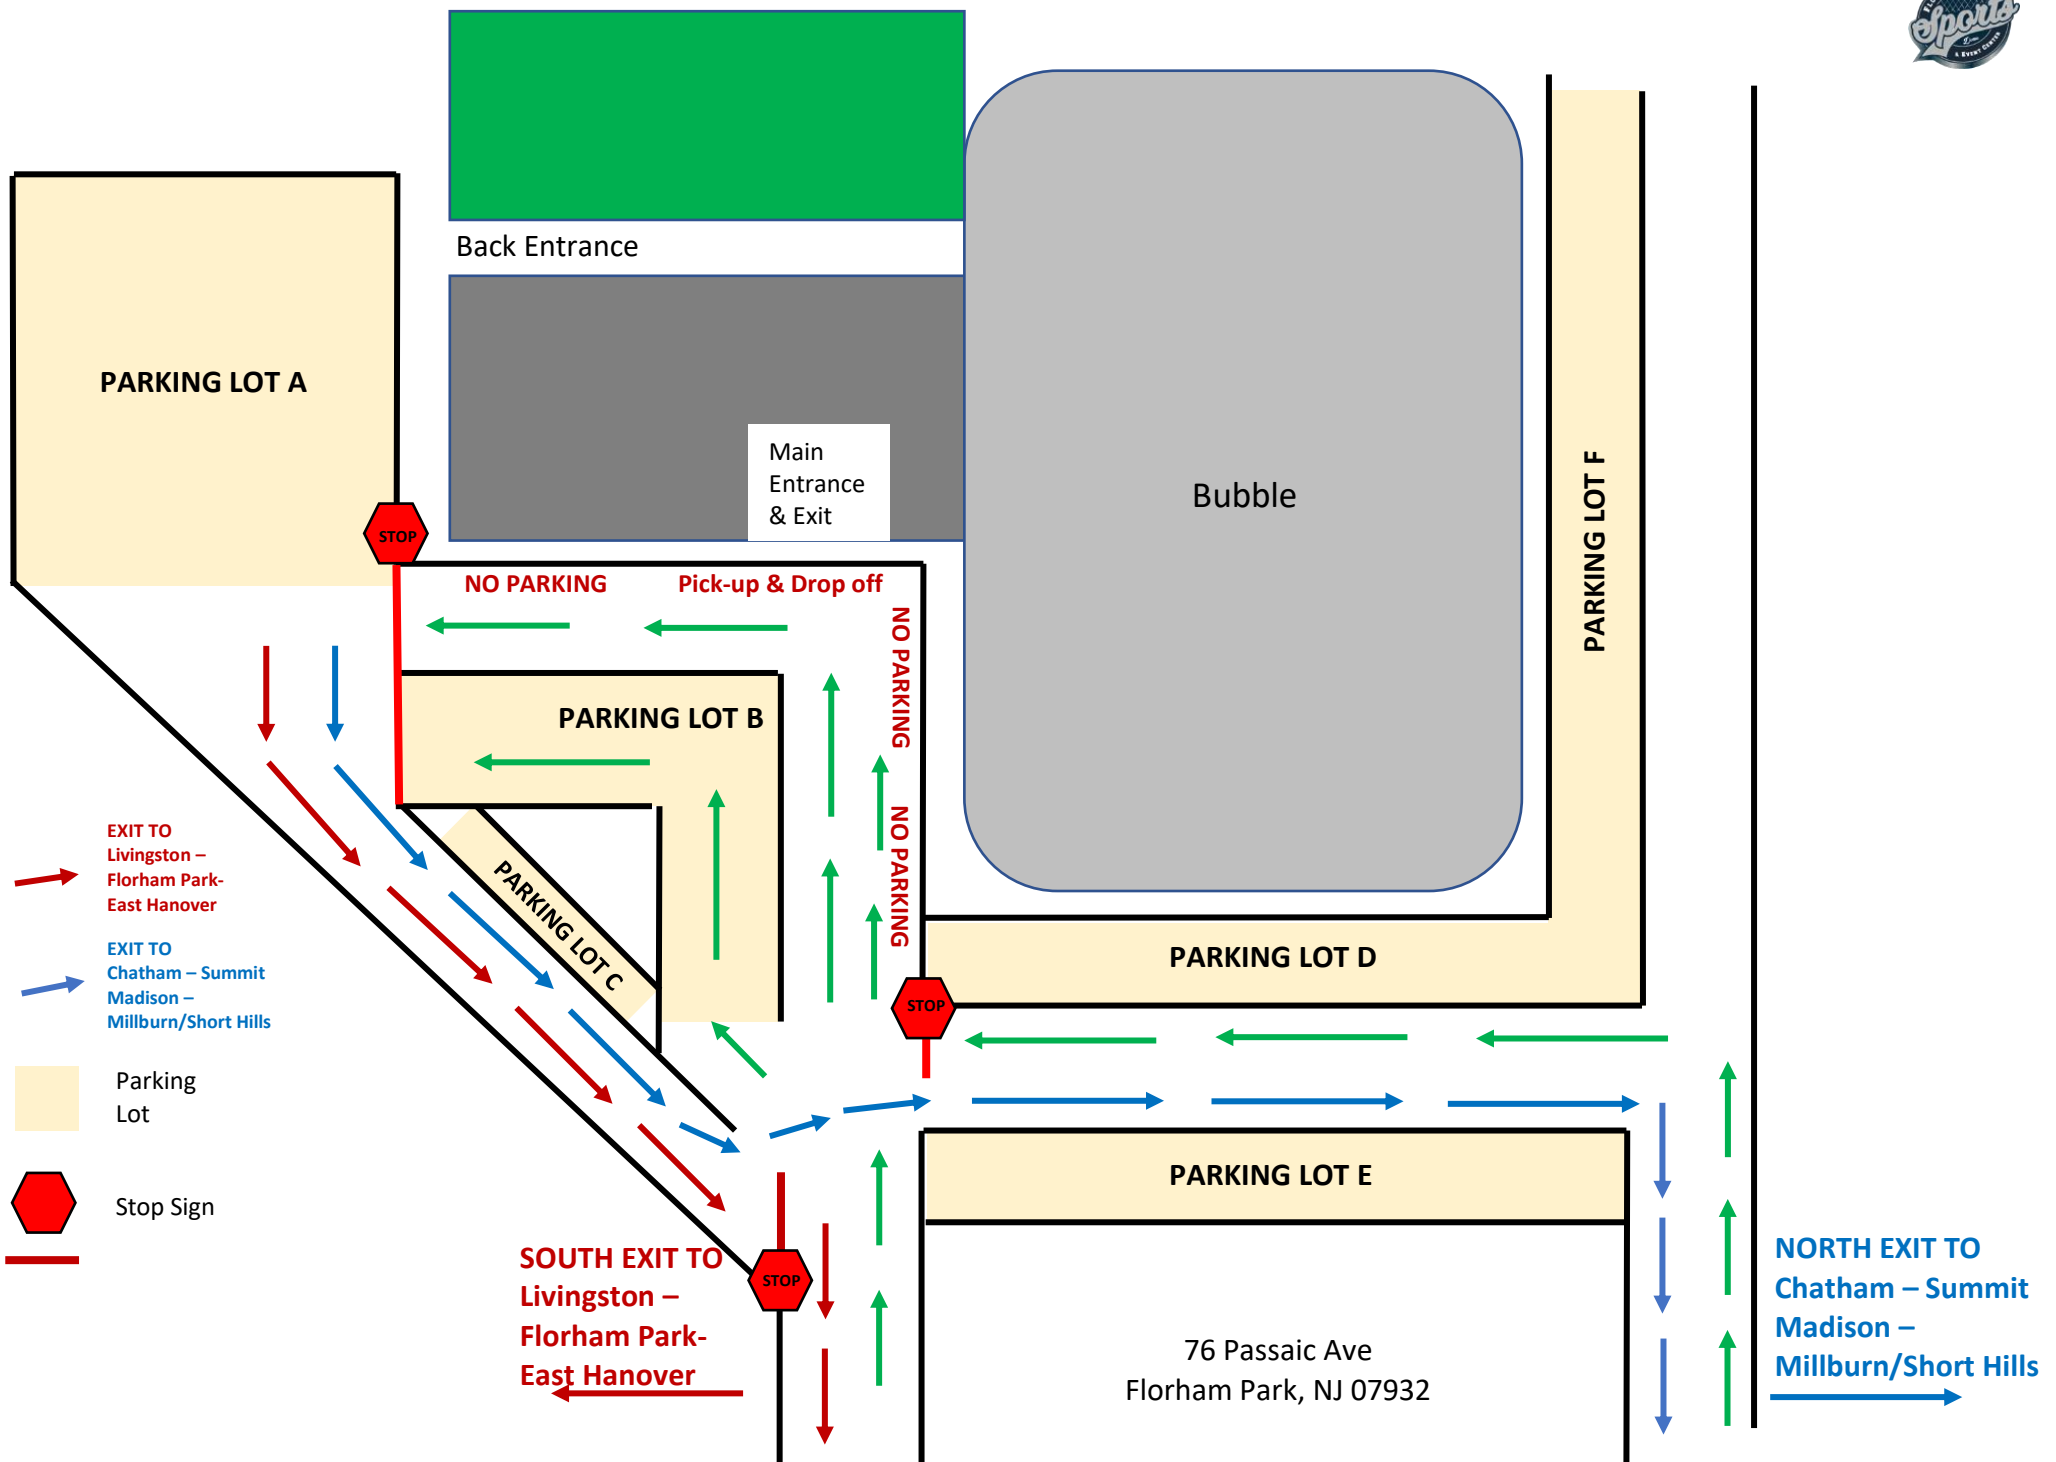 Sports
& EVENT CENTER
Back Entrance
PARKING LOT A
Main
Entrance
& Exit
Bubble
PARKING LOT F
STOP
NO PARKING
Pick-up & Drop off
NO PARKING
PARKING LOT B
NO PARKING
EXIT TO
Livingston –
Florham Park-
East Hanover
PARKING LOT C
EXIT TO
Chatham – Summit
Madison –
Millburn/Short Hills
PARKING LOT D
STOP
Parking
Lot
PARKING LOT E
Stop Sign
SOUTH EXIT TO
Livingston –
Florham Park-
East Hanover
STOP
76 Passaic Ave
Florham Park, NJ 07932
NORTH EXIT TO
Chatham – Summit
Madison –
Millburn/Short Hills